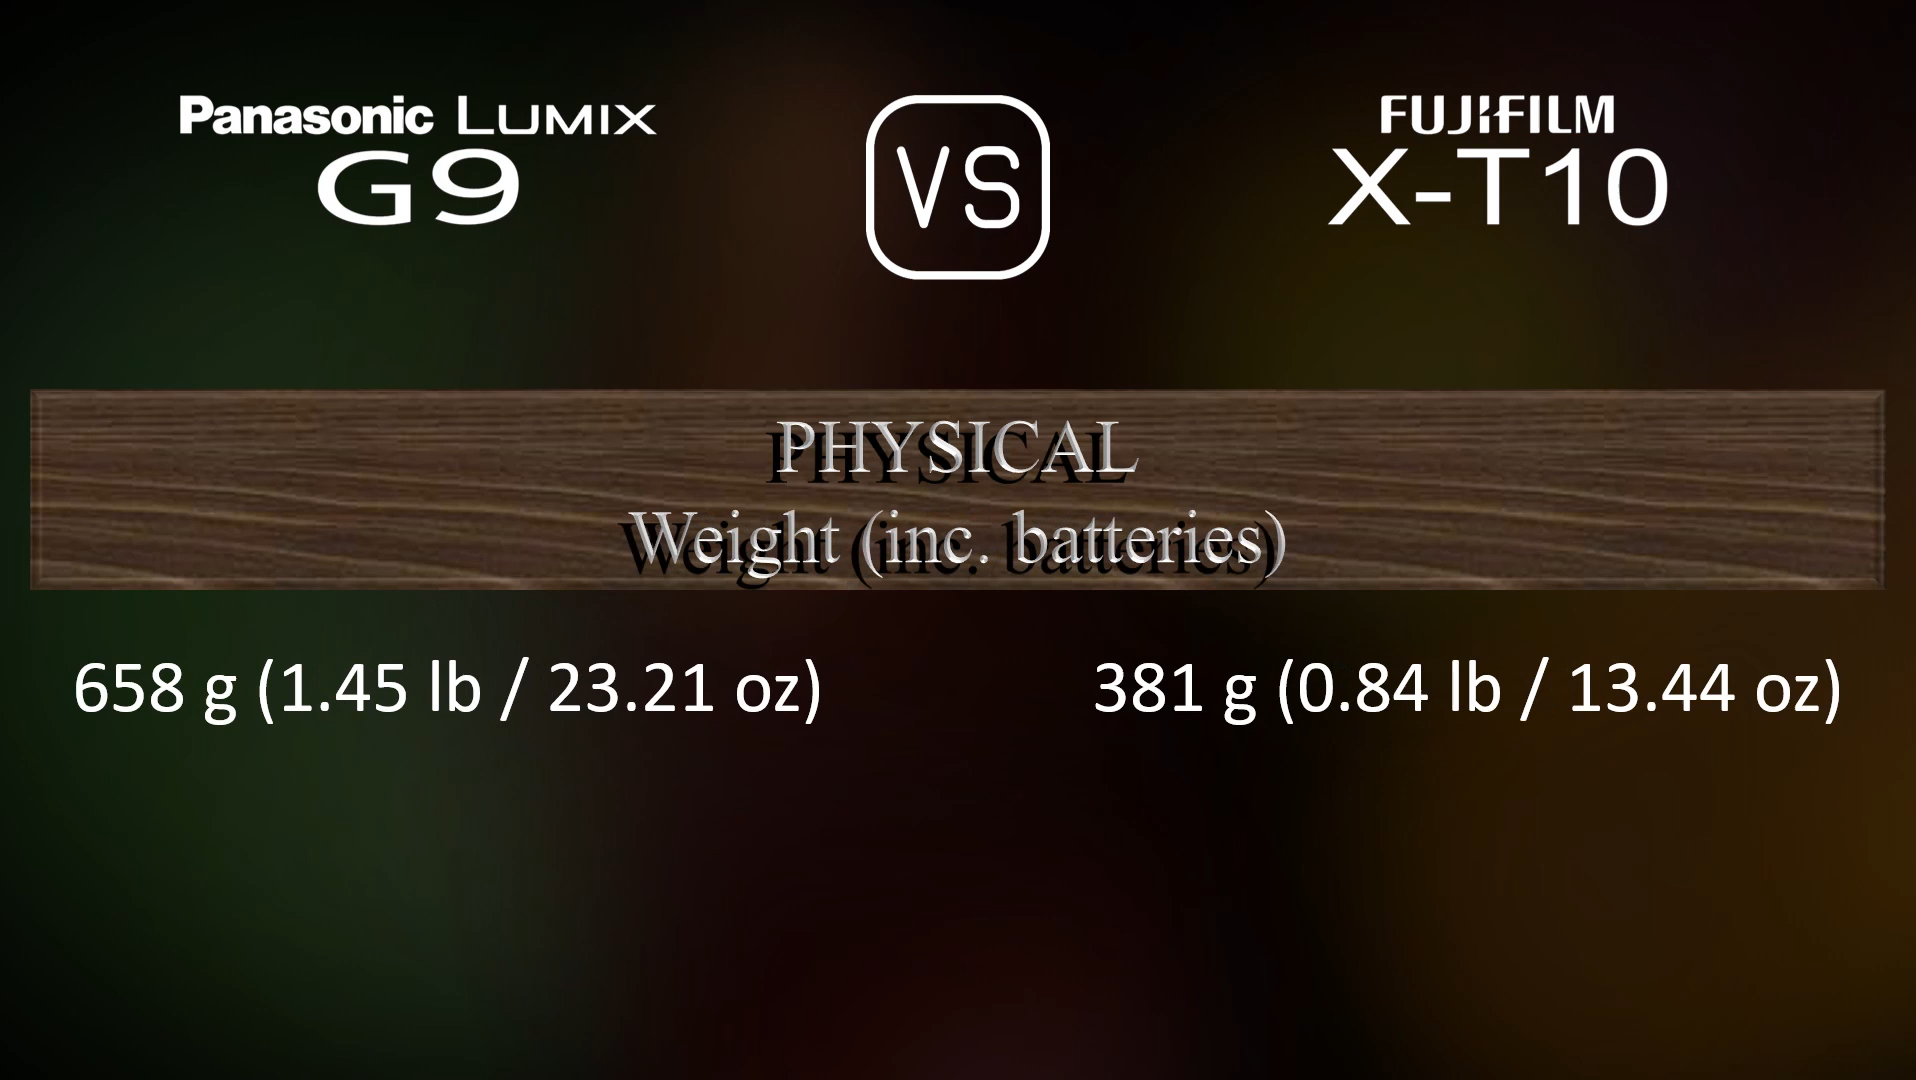 Panasonic LUMIX
G9
VS
FUJIFILM
X-T10
PHYSICAL
Weight (inc. batteries)
658 g (1.45 lb / 23.21 oz)
381 g (0.84 lb / 13.44 oz)